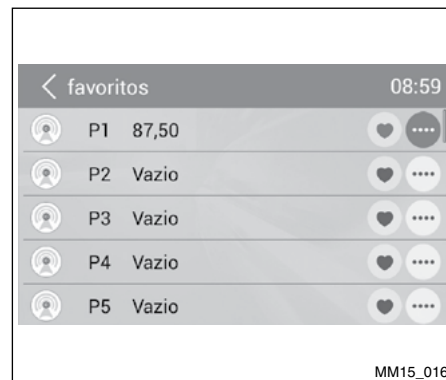 favoritos 08:59
P1 87,50
P2 Vazio
P3 Vazio
P4 Vazio
P5 Vazio
MM15_016